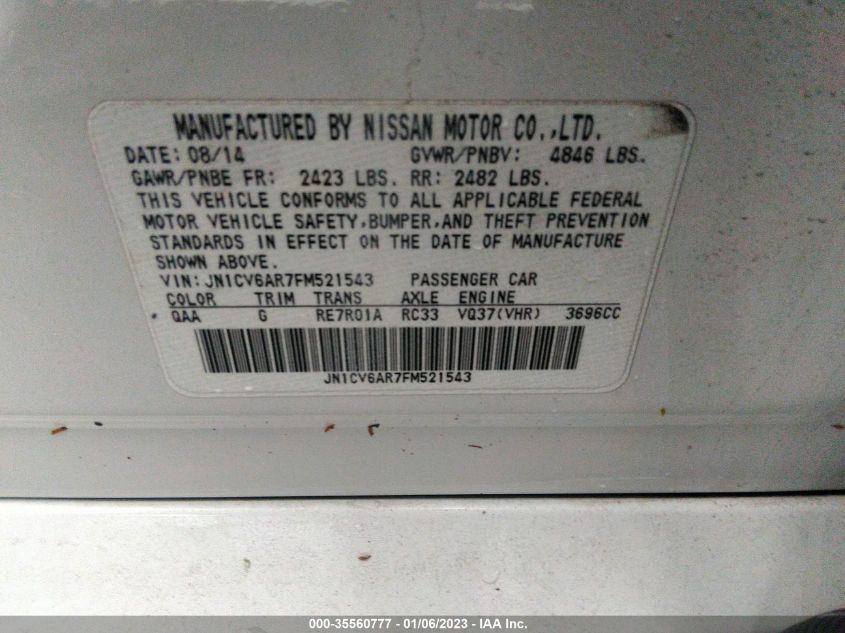 MANUFACTURED BY NISSAN MOTOR CO.,LTD.
DATE: 08/14 GVWR/PNBV: 4846 LBS.
GAWR/PNBE FR: 2423 LBS. RR: 2482 LBS.
THIS VEHICLE CONFORMS TO ALL APPLICABLE FEDERAL
MOTOR VEHICLE SAFETY,BUMPER,AND THEFT PREVENTION
STANDARDS IN EFFECT ON THE DATE OF MANUFACTURE
SHOWN ABOVE.
VIN: JN1CV6AR7FM521543 PASSENGER CAR
COLOR TRIM TRANS AXLE ENGINE
QAA G RE7R01A RC33 VQ37(VHR) 3696CC
JN1CV6AR7FM521543
000-35560777 — 01/06/2023 - IAA Inc.